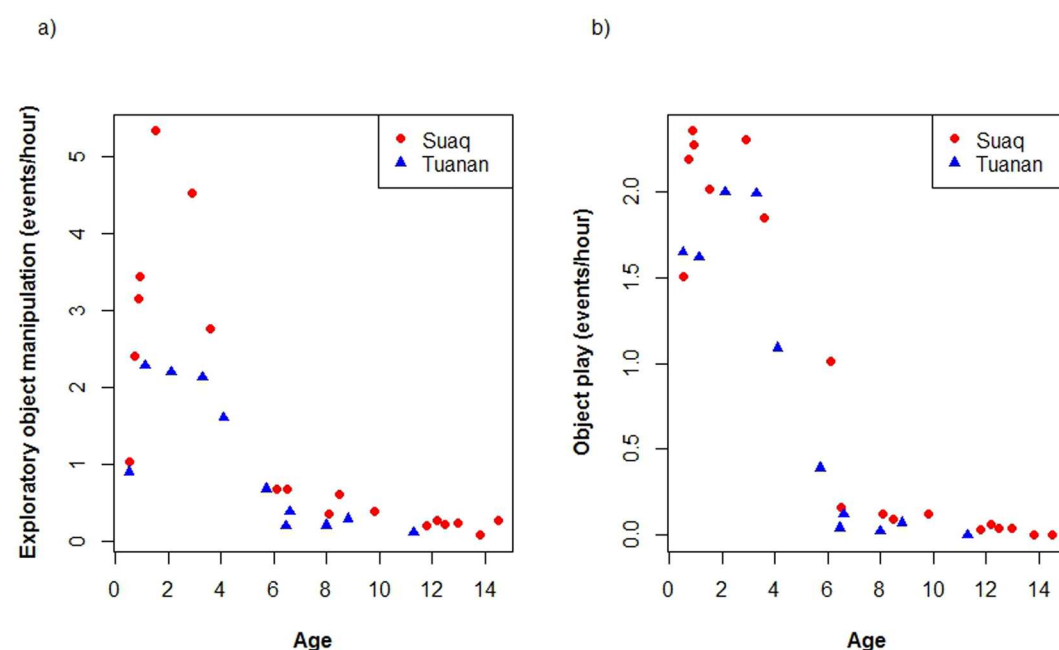 a)
Exploratory object manipulation (events/hour)
5
4
3
2
1
0
Suaq
Tuanan
0 2 4 6 8 10 12 14
Age
b)
Object play (events/hour)
2.0
1.5
1.0
0.5
0.0
Suaq
Tuanan
0 2 4 6 8 10 12 14
Age